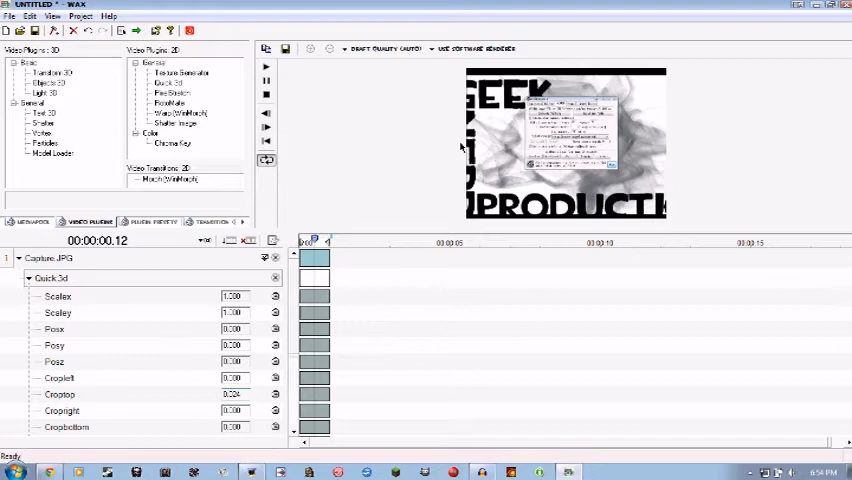 UNTITLED * - WAX
File Edit View Project Help
Video Plugins: 3D
Basic
Transform 3D
Objects 3D
Light 3D
General
Text 3D
Shatter
Vortex
Particles
Model Loader
Video Plugins: 2D
General
Texture Generator
Quick 3d
FireStretch
RotoMate
Warp (WinMorph)
Shatter Image
Color
Chroma Key
Video Transitions: 2D
Morph (WinMorph)
DRAFT QUALITY (AUTO)
USE SOFTWARE RENDERER
GEEK
PRODUCTI
MEDIAPOOL VIDEO PLUGINS PLUGIN PRESETS TRANSITION
00:00:00.12
00:00:05
00:00:10
00:00:15
1 Capture.JPG
Quick 3d
Scalex 1.000
Scaley 1.000
Posx 0.000
Posy 0.000
Posz 0.000
Cropleft 0.000
Croptop 0.024
Cropright 0.000
Cropbottom 0.000
Ready
6:54 PM